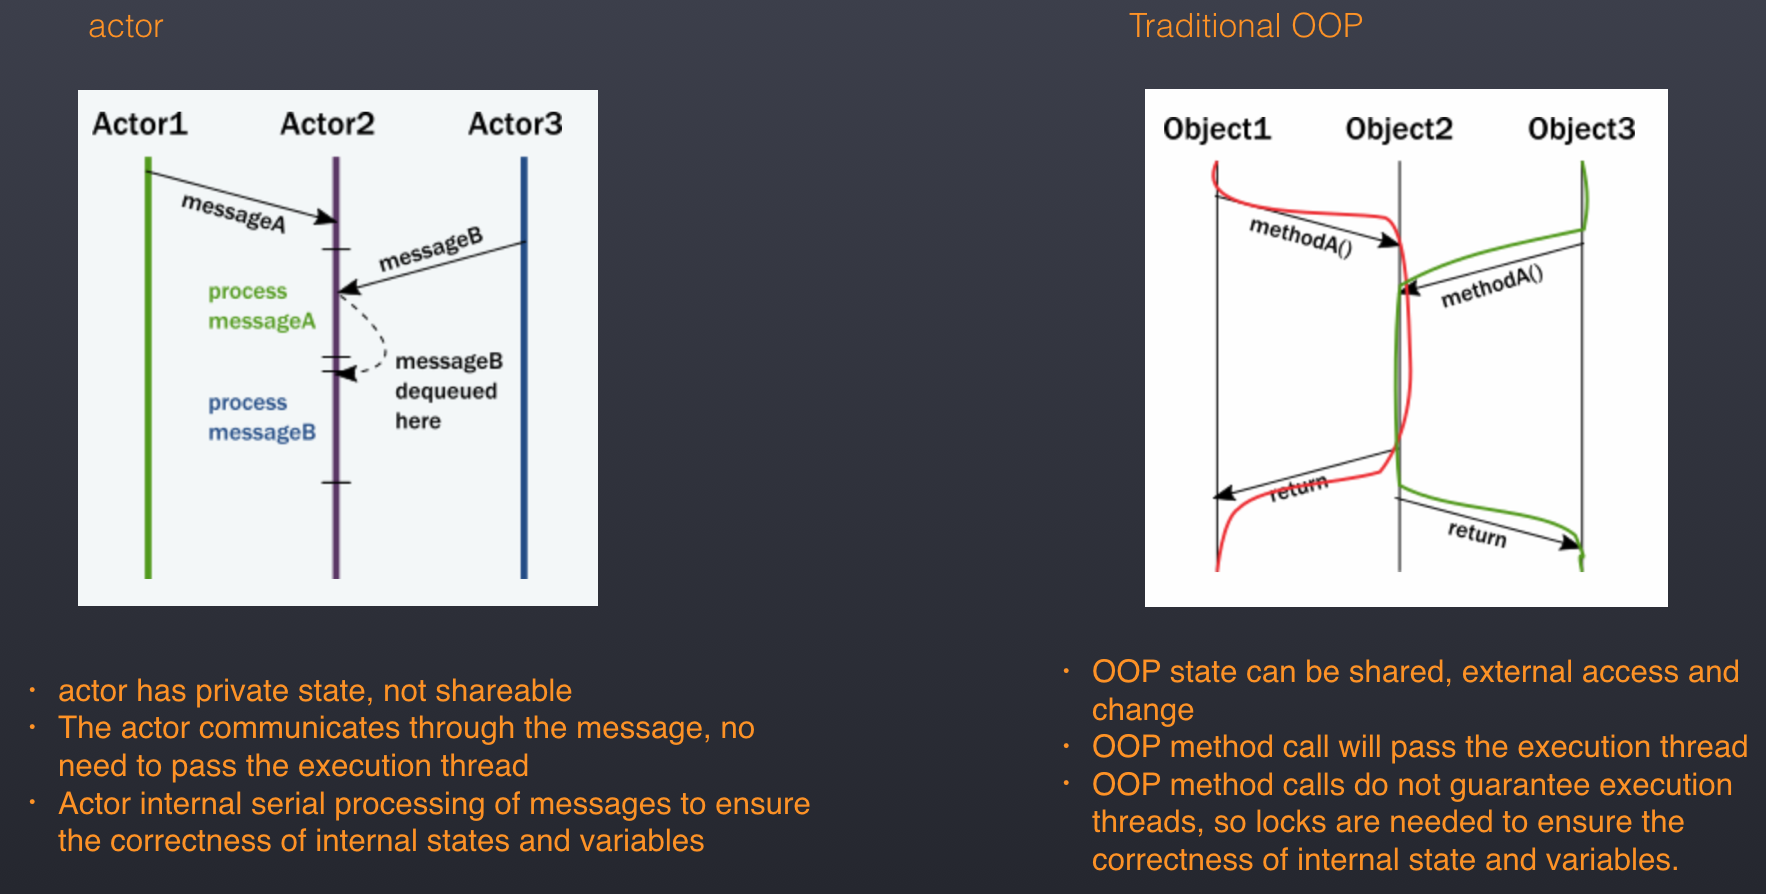 actor
Actor1 Actor2 Actor3
messageA
messageB
process
messageA
messageB
dequeued
here
process
messageB
· actor has private state, not shareable
· The actor communicates through the message, no
need to pass the execution thread
· Actor internal serial processing of messages to ensure
the correctness of internal states and variables
Traditional OOP
Object1 Object2 Object3
methodA()
methodA()
return
return
· OOP state can be shared, external access and
change
· OOP method call will pass the execution thread
· OOP method calls do not guarantee execution
threads, so locks are needed to ensure the
correctness of internal state and variables.